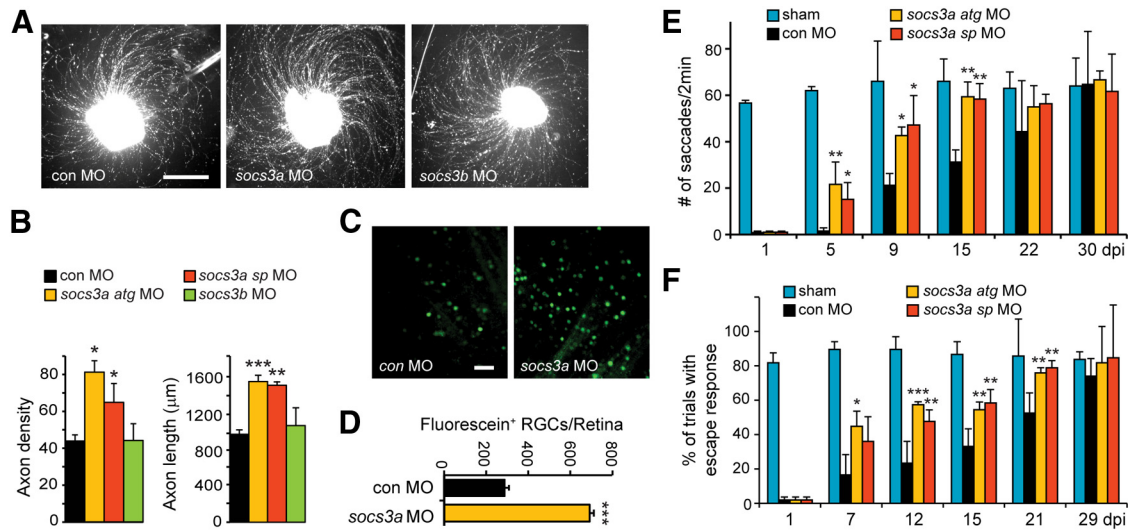 A
con MO
socs3a MO
socs3b MO
B
con MO
socs3a sp MO
socs3a atg MO
socs3b MO
Axon density
80
60
40
20
0
*
*
Axon length (µm)
1600
1300
1000
800
400
0
***
**
C
con MO
socs3a MO
D
Fluorescein⁺ RGCs/Retina
0
200
400
600
800
con MO
socs3a MO
***
E
sham
socs3a atg MO
con MO
socs3a sp MO
# of saccades/2min
100
80
60
40
20
0
**
*
*
*
**
**
1 5 9 15 22 30 dpi
F
sham
socs3a atg MO
con MO
socs3a sp MO
% of trials with
escape response
100
80
60
40
20
0
*
***
**
**
**
**
**
1 7 12 15 21 29 dpi